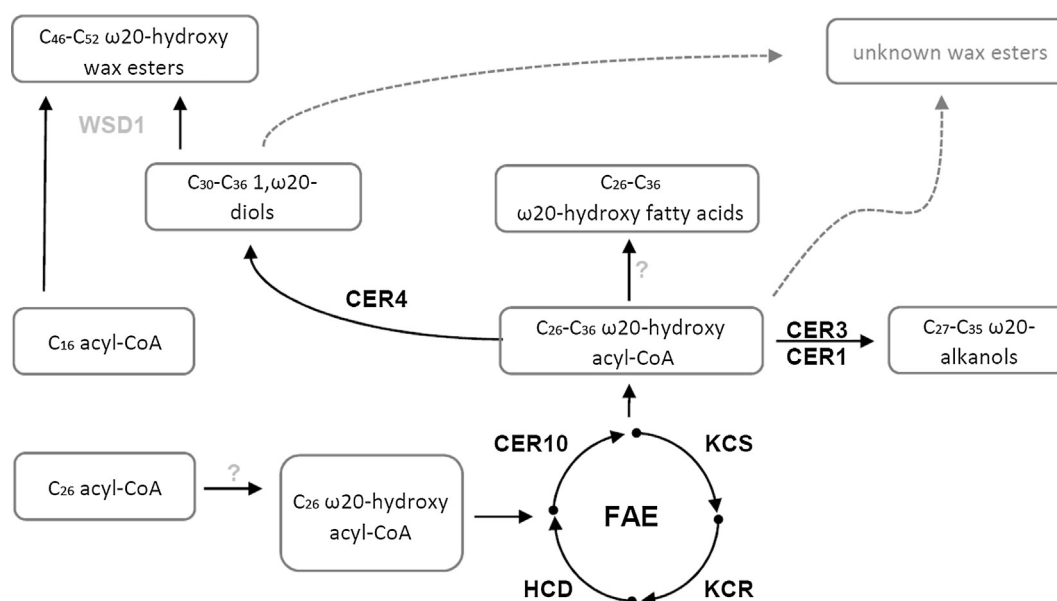 C₄₆-C₅₂ ω20-hydroxy
wax esters
unknown wax esters
WSD1
C₃₀-C₃₆ 1,ω20-
diols
C₂₆-C₃₆
ω20-hydroxy fatty acids
?
CER4
C₁₆ acyl-CoA
C₂₆-C₃₆ ω20-hydroxy
acyl-CoA
CER3
CER1
C₂₇-C₃₅ ω20-
alkanols
CER10
KCS
C₂₆ acyl-CoA
?
C₂₆ ω20-hydroxy
acyl-CoA
FAE
HCD
KCR